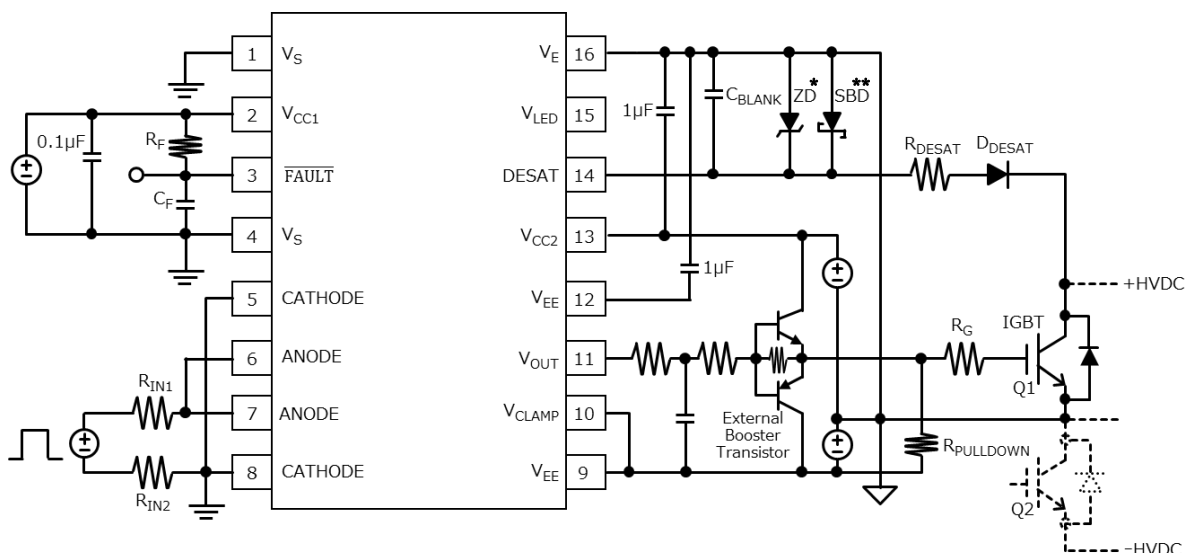 1
V_S
V_E
16
2
V_CC1
V_LED
15
3
FAULT
DESAT
14
4
V_S
V_CC2
13
5
CATHODE
V_EE
12
6
ANODE
V_OUT
11
7
ANODE
V_CLAMP
10
8
CATHODE
V_EE
9
0.1µF
R_F
C_F
R_IN1
R_IN2
1µF
C_BLANK
ZD*
SBD**
R_DESAT
D_DESAT
1µF
+HVDC
R_G
IGBT
Q1
External
Booster
Transistor
R_PULLDOWN
Q2
−HVDC